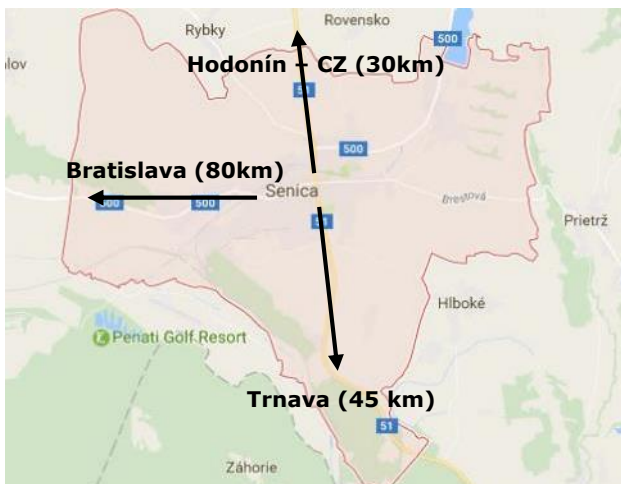 Rybky
Rovensko
500
Hodonín – CZ (30km)
lov
51
500
Bratislava (80km)
Senica
500
500
Brestová
51
Prietrž
Hlboké
Penati Golf Resort
Trnava (45 km)
51
Záhorie